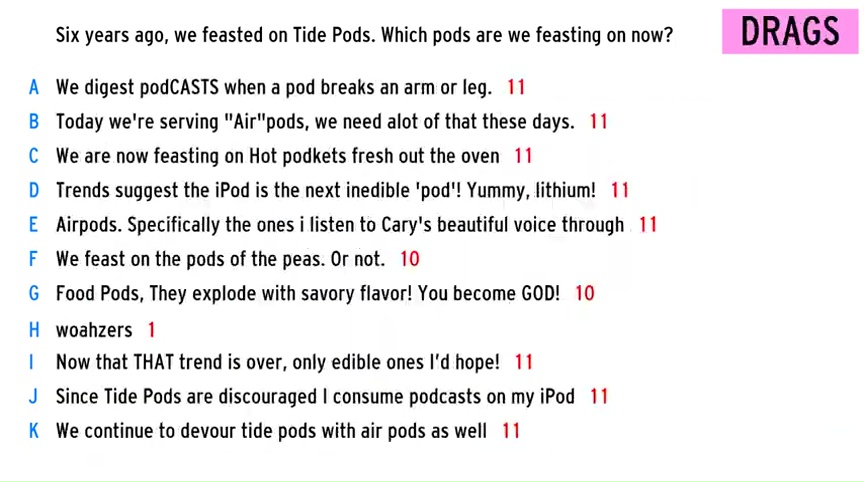 Six years ago, we feasted on Tide Pods. Which pods are we feasting on now?
DRAGS
A We digest podCASTS when a pod breaks an arm or leg. 11
B Today we're serving "Air"pods, we need alot of that these days. 11
C We are now feasting on Hot podkets fresh out the oven 11
D Trends suggest the iPod is the next inedible 'pod'! Yummy, lithium! 11
E Airpods. Specifically the ones i listen to Cary's beautiful voice through 11
F We feast on the pods of the peas. Or not. 10
G Food Pods, They explode with savory flavor! You become GOD! 10
H woahzers 1
I Now that THAT trend is over, only edible ones I'd hope! 11
J Since Tide Pods are discouraged I consume podcasts on my iPod 11
K We continue to devour tide pods with air pods as well 11